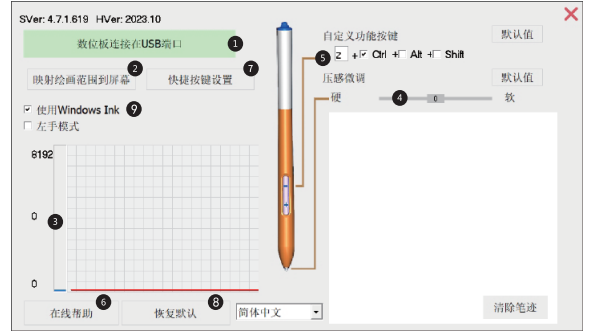 SVer: 4.7.1.619 HVer: 2023.10
数位板连接在USB端口 1
映射绘画范围到屏幕 2
快捷按键设置 7
使用Windows Ink 9
左手模式
8192
0
3
0
在线帮助 6
恢复默认 8
简体中文
自定义功能按键
默认值
5 z + Ctrl + Alt + Shift
压感微调
默认值
硬 4 0 软
清除笔迹